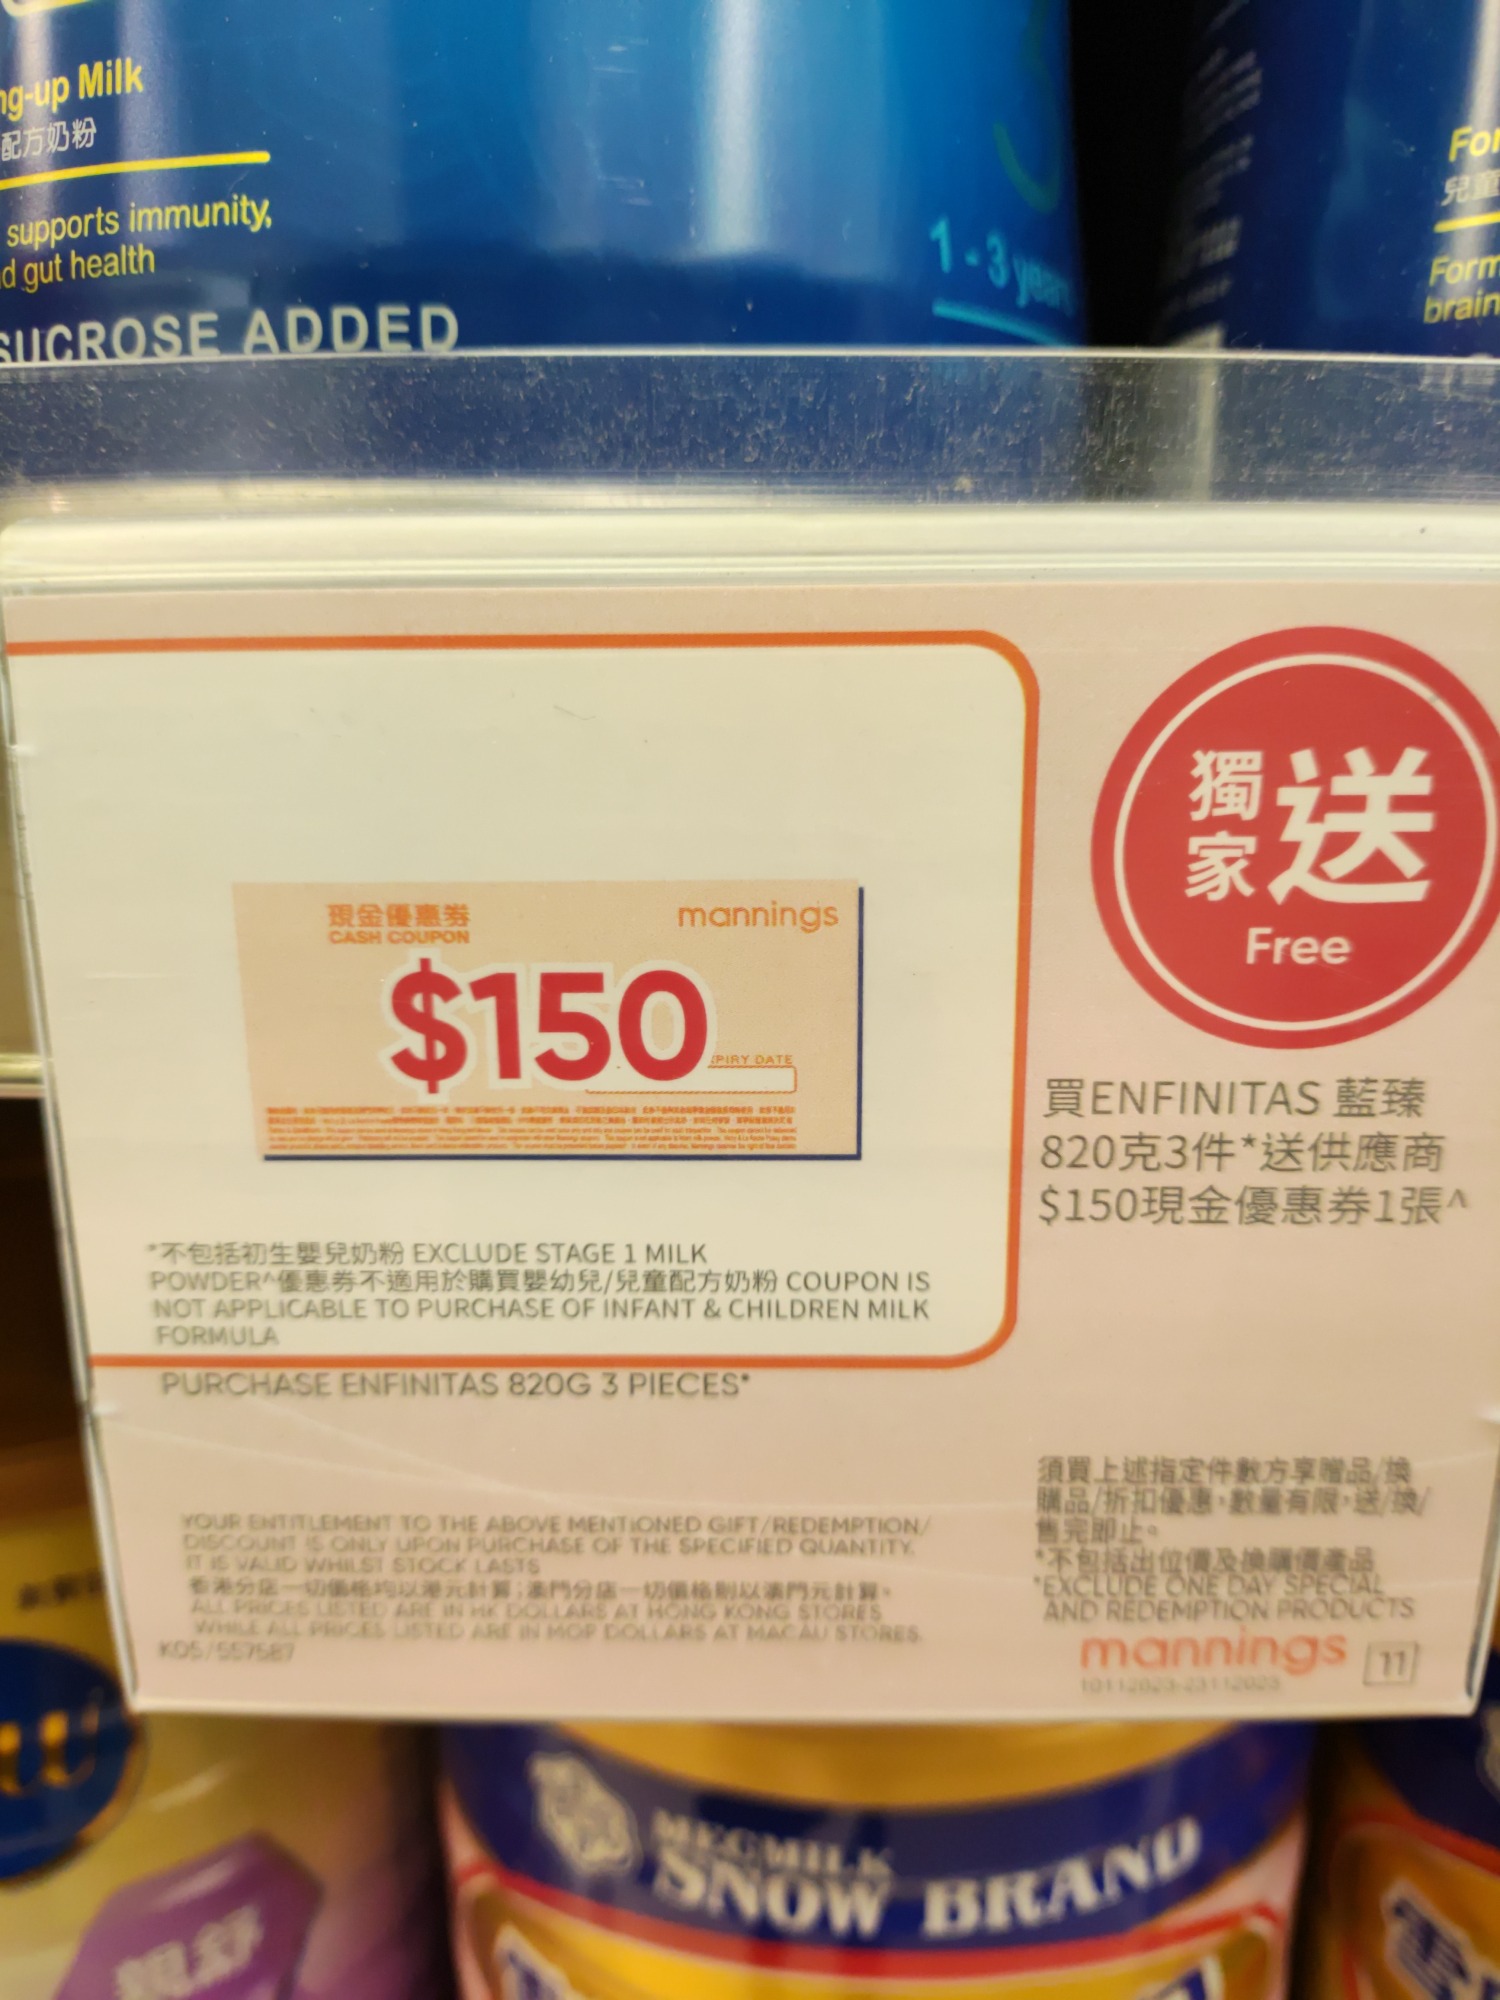 ng-up Milk
配方奶粉
supports immunity,
d gut health
SUCROSE ADDED
1-3 years
For
兒童
Form
brain
獨家送
Free
現金優惠券
CASH COUPON
mannings
$150
PIRY DATE
買ENFINITAS 藍臻
820克3件*送供應商
$150現金優惠券1張^
*不包括初生嬰兒奶粉 EXCLUDE STAGE 1 MILK
POWDER^優惠券不適用於購買嬰幼兒/兒童配方奶粉 COUPON IS
NOT APPLICABLE TO PURCHASE OF INFANT & CHILDREN MILK
FORMULA
PURCHASE ENFINITAS 820G 3 PIECES*
YOUR ENTITLEMENT TO THE ABOVE MENTIONED GIFT/REDEMPTION/
DISCOUNT IS ONLY UPON PURCHASE OF THE SPECIFIED QUANTITY.
IT IS VALID WHILST STOCK LASTS
香港分店一切價格均以港元計算;澳門分店一切價格則以澳門元計算。
ALL PRICES LISTED ARE IN HK DOLLARS AT HONG KONG STORES
WHILE ALL PRICES LISTED ARE IN MOP DOLLARS AT MACAU STORES.
K05/557587
須買上述指定件數方享贈品/換
購品/折扣優惠,數量有限,送/換/
售完即止。
*不包括出位價及換購價產品
*EXCLUDE ONE DAY SPECIAL
AND REDEMPTION PRODUCTS
mannings 11
10112023-23112023
MEGMILK
SNOW BRAND
親舒